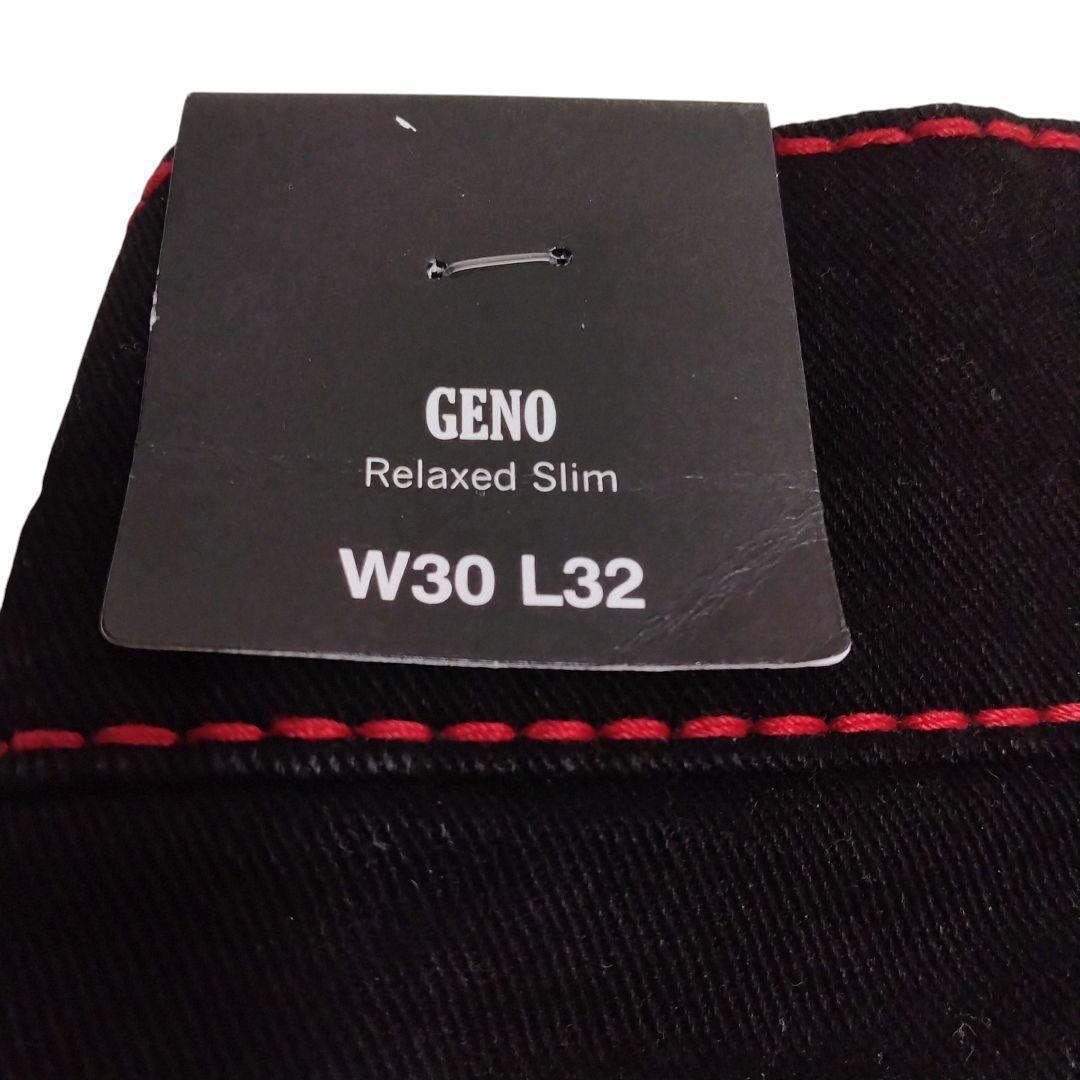 GENO
Relaxed Slim
W30 L32